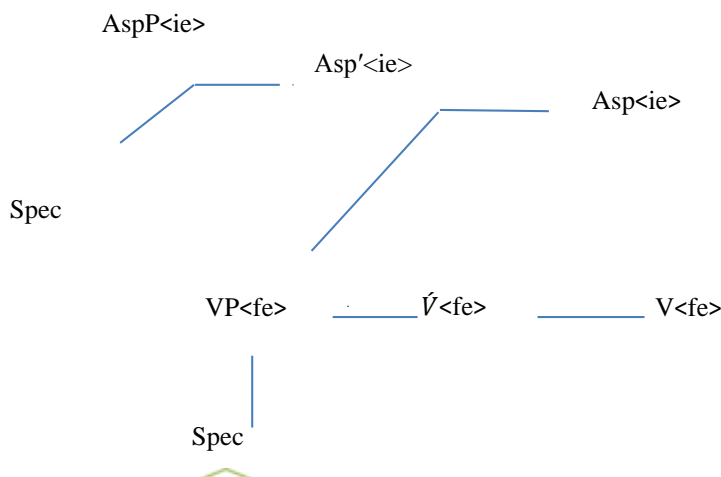 AspP<ie>
Asp′<ie>
Asp<ie>
Spec
VP<fe> V́<fe> V<fe>
Spec